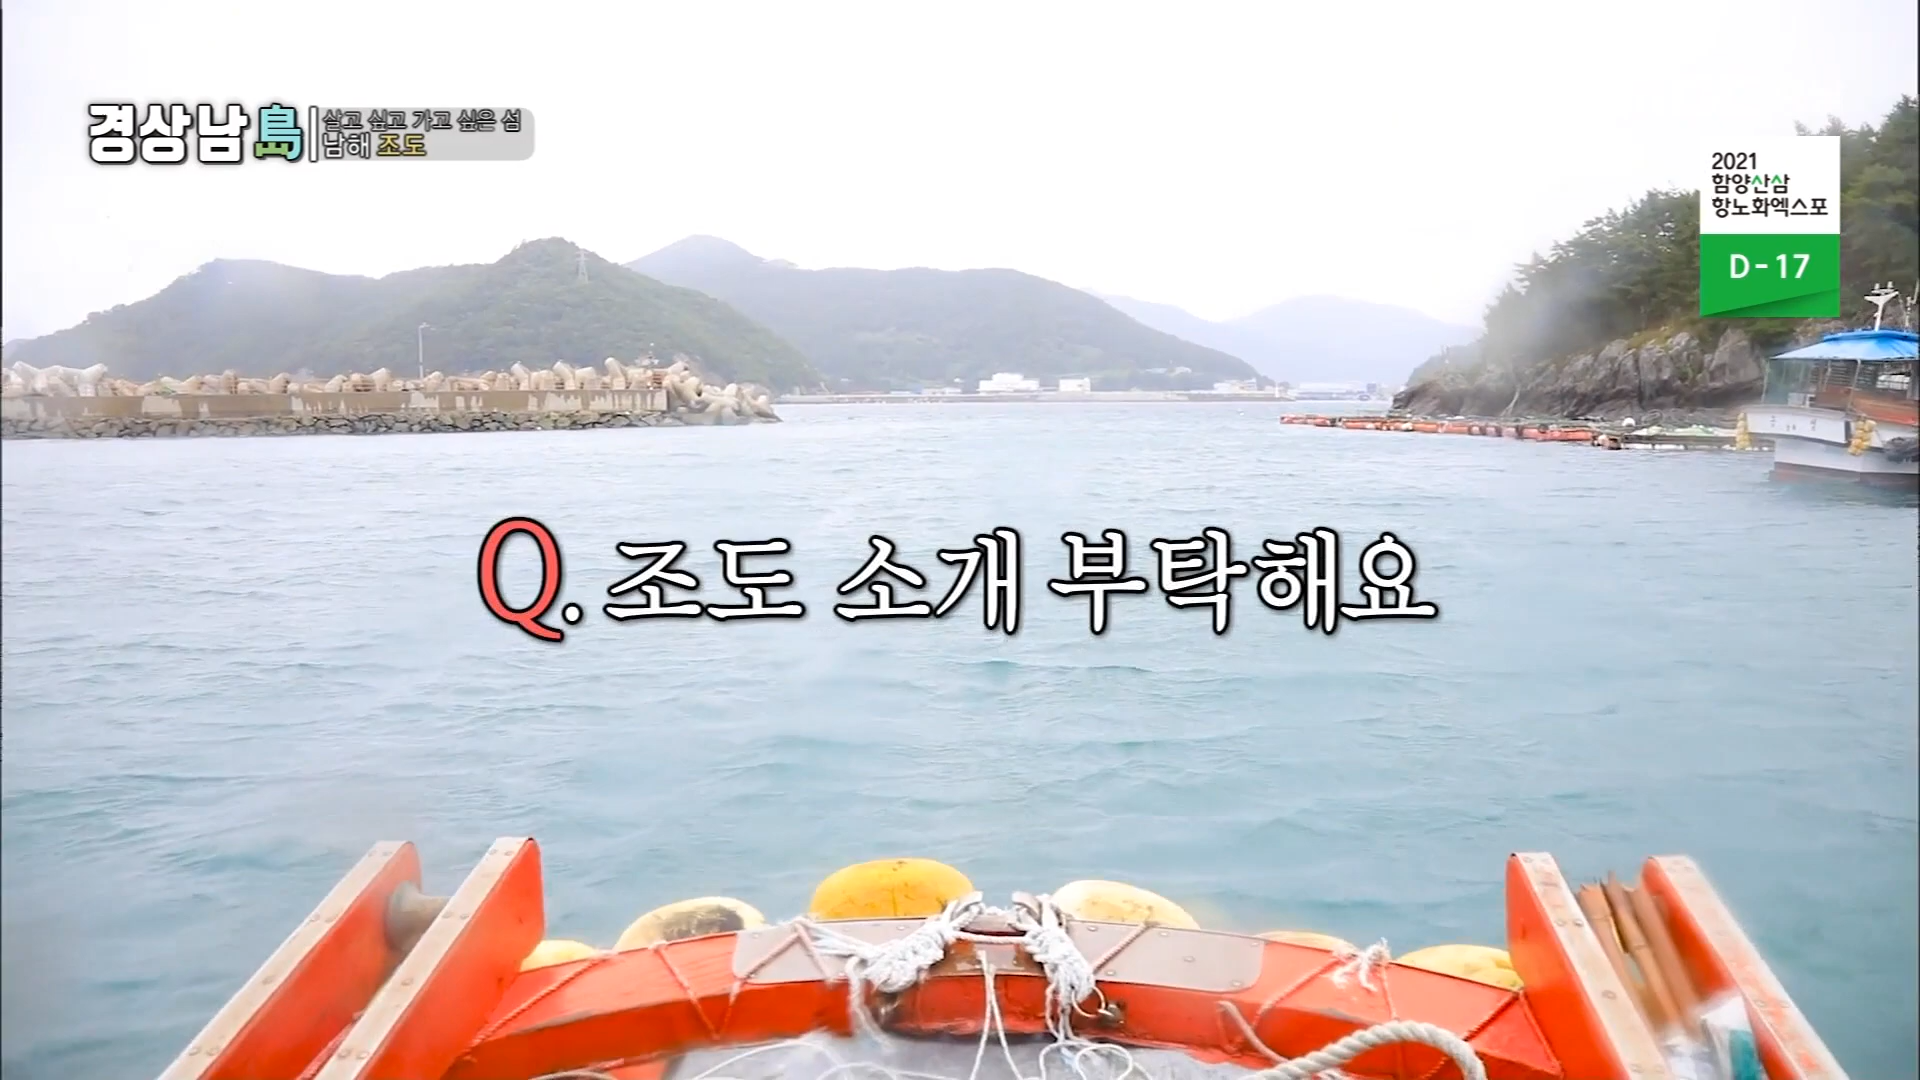 경상남島
살고 싶고 가고 싶은 섬
남해 조도
2021
함양산삼
항노화엑스포
D-17
Q. 조도 소개 부탁해요